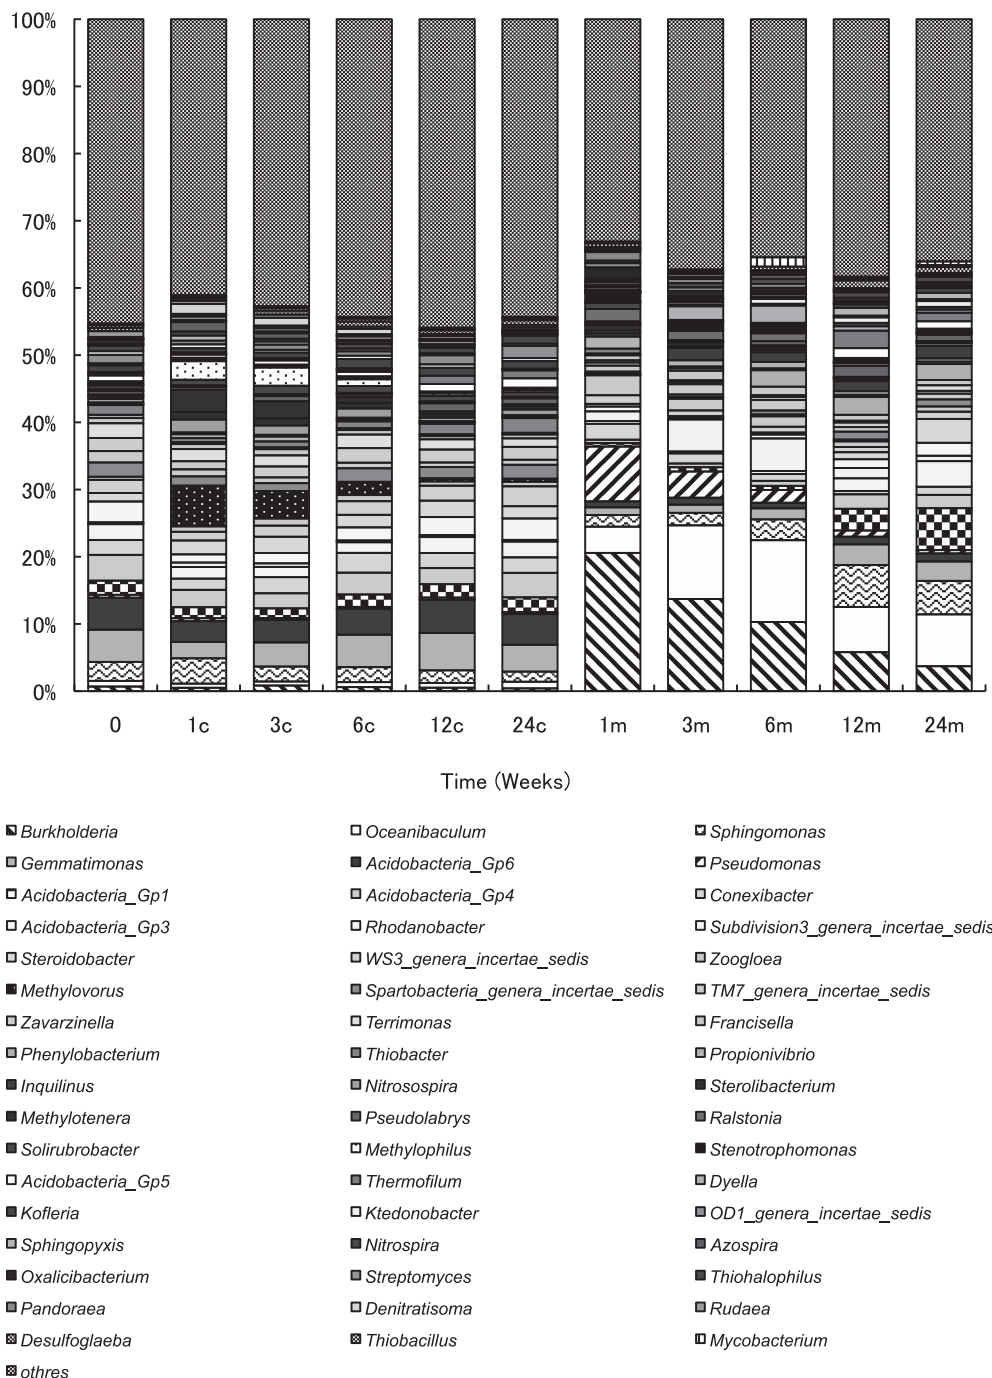 100%
90%
80%
70%
60%
50%
40%
30%
20%
10%
0%
0 1c 3c 6c 12c 24c 1m 3m 6m 12m 24m
Time (Weeks)
Burkholderia Oceanibaculum Sphingomonas
Gemmatimonas Acidobacteria_Gp6 Pseudomonas
Acidobacteria_Gp1 Acidobacteria_Gp4 Conexibacter
Acidobacteria_Gp3 Rhodanobacter Subdivision3_genera_incertae_sedis
Steroidobacter WS3_genera_incertae_sedis Zoogloea
Methylovorus Spartobacteria_genera_incertae_sedis TM7_genera_incertae_sedis
Zavarzinella Terrimonas Francisella
Phenylobacterium Thiobacter Propionivibrio
Inquilinus Nitrosospira Sterolibacterium
Methylotenera Pseudolabrys Ralstonia
Solirubrobacter Methylophilus Stenotrophomonas
Acidobacteria_Gp5 Thermofilum Dyella
Kofleria Ktedonobacter OD1_genera_incertae_sedis
Sphingopyxis Nitrospira Azospira
Oxalicibacterium Streptomyces Thiohalophilus
Pandoraea Denitratisoma Rudaea
Desulfoglaeba Thiobacillus Mycobacterium
othres